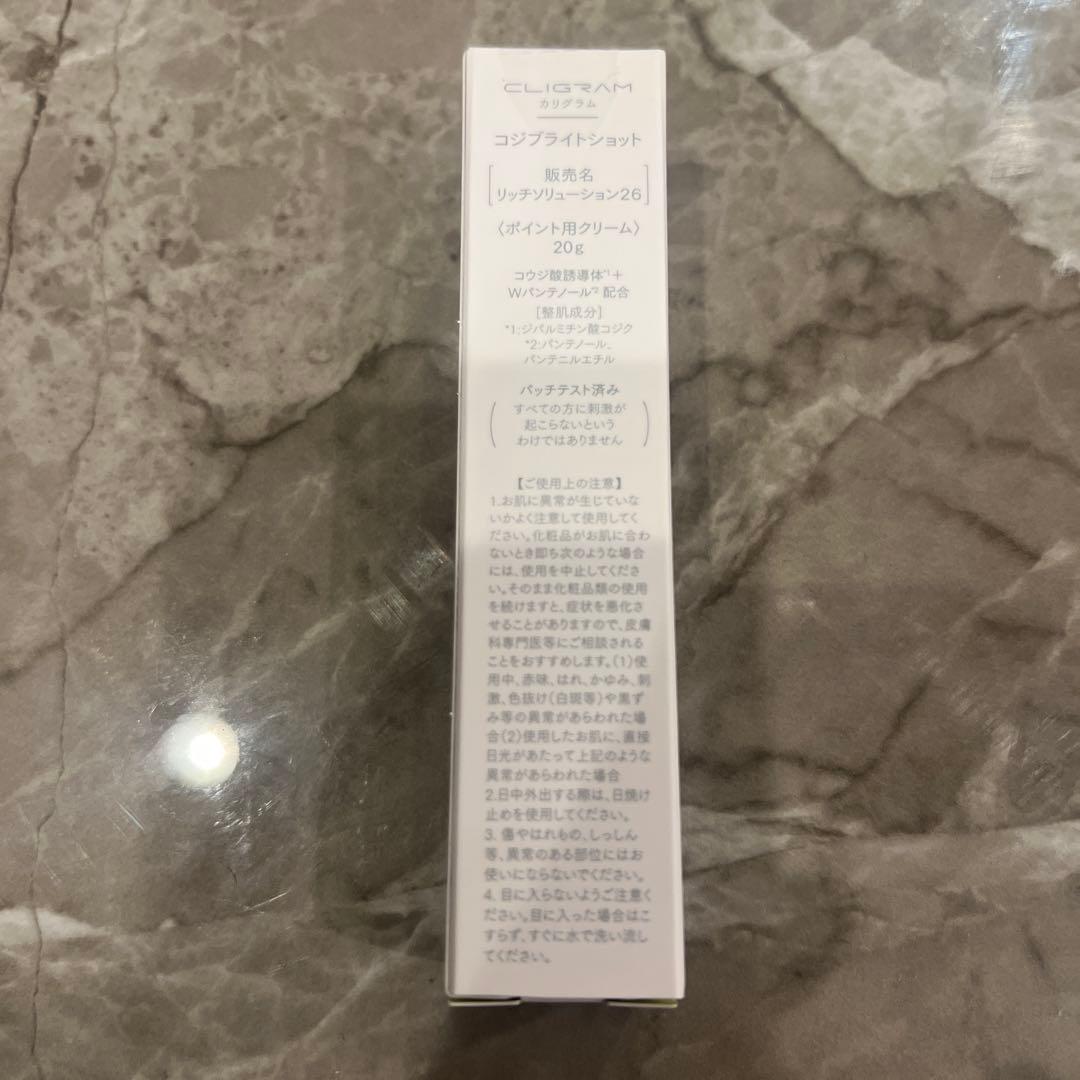 CLIGRAM
カリグラム
コジブライトショット
販売名
リッチソリューション26
〈ポイント用クリーム〉
20g
コウジ酸誘導体*1+
Wパンテノール*2 配合
[整肌成分]
*1:ジパルミチン酸コジク
*2:パンテノール、
パンテニルエチル
パッチテスト済み
(すべての方に刺激が
起こらないという
わけではありません)
【ご使用上の注意】
1.お肌に異常が生じていな
いかよく注意して使用してく
ださい。化粧品がお肌に合わ
ないとき即ち次のような場合
には、使用を中止してくださ
い。そのまま化粧品類の使用
を続けますと、症状を悪化さ
せることがありますので、皮膚
科専門医等にご相談される
ことをおすすめします。(1)使
用中、赤味、はれ、かゆみ、刺
激、色抜け(白斑等)や黒ず
み等の異常があらわれた場
合(2)使用したお肌に、直接
日光があたって上記のような
異常があらわれた場合
2.日中外出する際は、日焼け
止めを使用してください。
3. 傷やはれもの、しっしん
等、異常のある部位にはお
使いにならないでください。
4. 目に入らないようご注意く
ださい。目に入った場合はこ
すらず、すぐに水で洗い流し
てください。